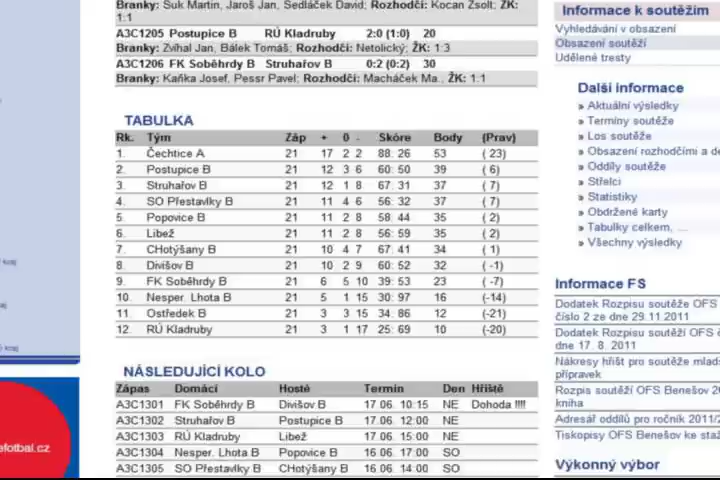 Branky: Suk Martin, Jaroš Jan, Sedláček David; Rozhodčí: Kocan Zsolt; ŽK:
1:1
A3C1205 Postupice B RÚ Kladruby 2:0 (1:0) 20
Branky: Zvíhal Jan, Bálek Tomáš; Rozhodčí: Netolický; ŽK: 1:3
A3C1206 FK Soběhrdy B Struhařov B 0:2 (0:2) 30
Branky: Kaňka Josef, Pessr Pavel; Rozhodčí: Macháček Ma., ŽK: 1:1
TABULKA
Rk. Tým Záp + 0 - Skóre Body (Prav)
1. Čechtice A 21 17 2 2 88: 26 53 ( 23)
2. Postupice B 21 12 3 6 60: 50 39 ( 6)
3. Struhařov B 21 12 1 8 67: 31 37 ( 7)
4. SO Přestavlky B 21 11 4 6 56: 32 37 ( 7)
5. Popovice B 21 11 2 8 58: 44 35 ( 2)
6. Libež 21 11 2 8 56: 59 35 ( 2)
7. CHotýšany B 21 10 4 7 67: 41 34 ( 1)
8. Divišov B 21 10 2 9 60: 52 32 ( -1)
9. FK Soběhrdy B 21 6 5 10 39: 53 23 ( -7)
10. Nesper. Lhota B 21 5 1 15 30: 97 16 (-14)
11. Ostředek B 21 3 3 15 34: 86 12 (-21)
12. RÚ Kladruby 21 3 1 17 25: 69 10 (-20)
NÁSLEDUJÍCÍ KOLO
Zápas Domácí Hosté Termín Den Hřiště
A3C1301 FK Soběhrdy B Divišov B 17.06. 10:15 NE Dohoda !!!!
A3C1302 Struhařov B Postupice B 17.06. 12:00 NE
A3C1303 RÚ Kladruby Libež 17.06. 15:00 NE
A3C1304 Nesper. Lhota B Popovice B 16.06. 17:00 SO
A3C1305 SO Přestavlky B CHotýšany B 16.06. 14:00 SO
Informace k soutěžím
Vyhledávání v obsazení
Obsazení soutěží
Udělené tresty
Další informace
» Aktuální výsledky
» Termíny soutěže
» Los soutěže
» Obsazení rozhodčími a de
» Oddíly soutěže
» Střelci
» Statistiky
» Obdržené karty
» Tabulky celkem, ...
» Všechny výsledky
Informace FS
Dodatek Rozpisu soutěže OFS
číslo 2 ze dne 29.11.2011
Dodatek Rozpisu soutěží OFS č
dne 17. 8. 2011
Nákresy hřišť pro soutěže mlad
přípravek
Rozpis soutěží OFS Benešov 20
kniha
Adresář oddílů pro ročník 2011/2
Tiskopisy OFS Benešov ke staž
Výkonný výbor
kraj
kraj
efotbal.cz